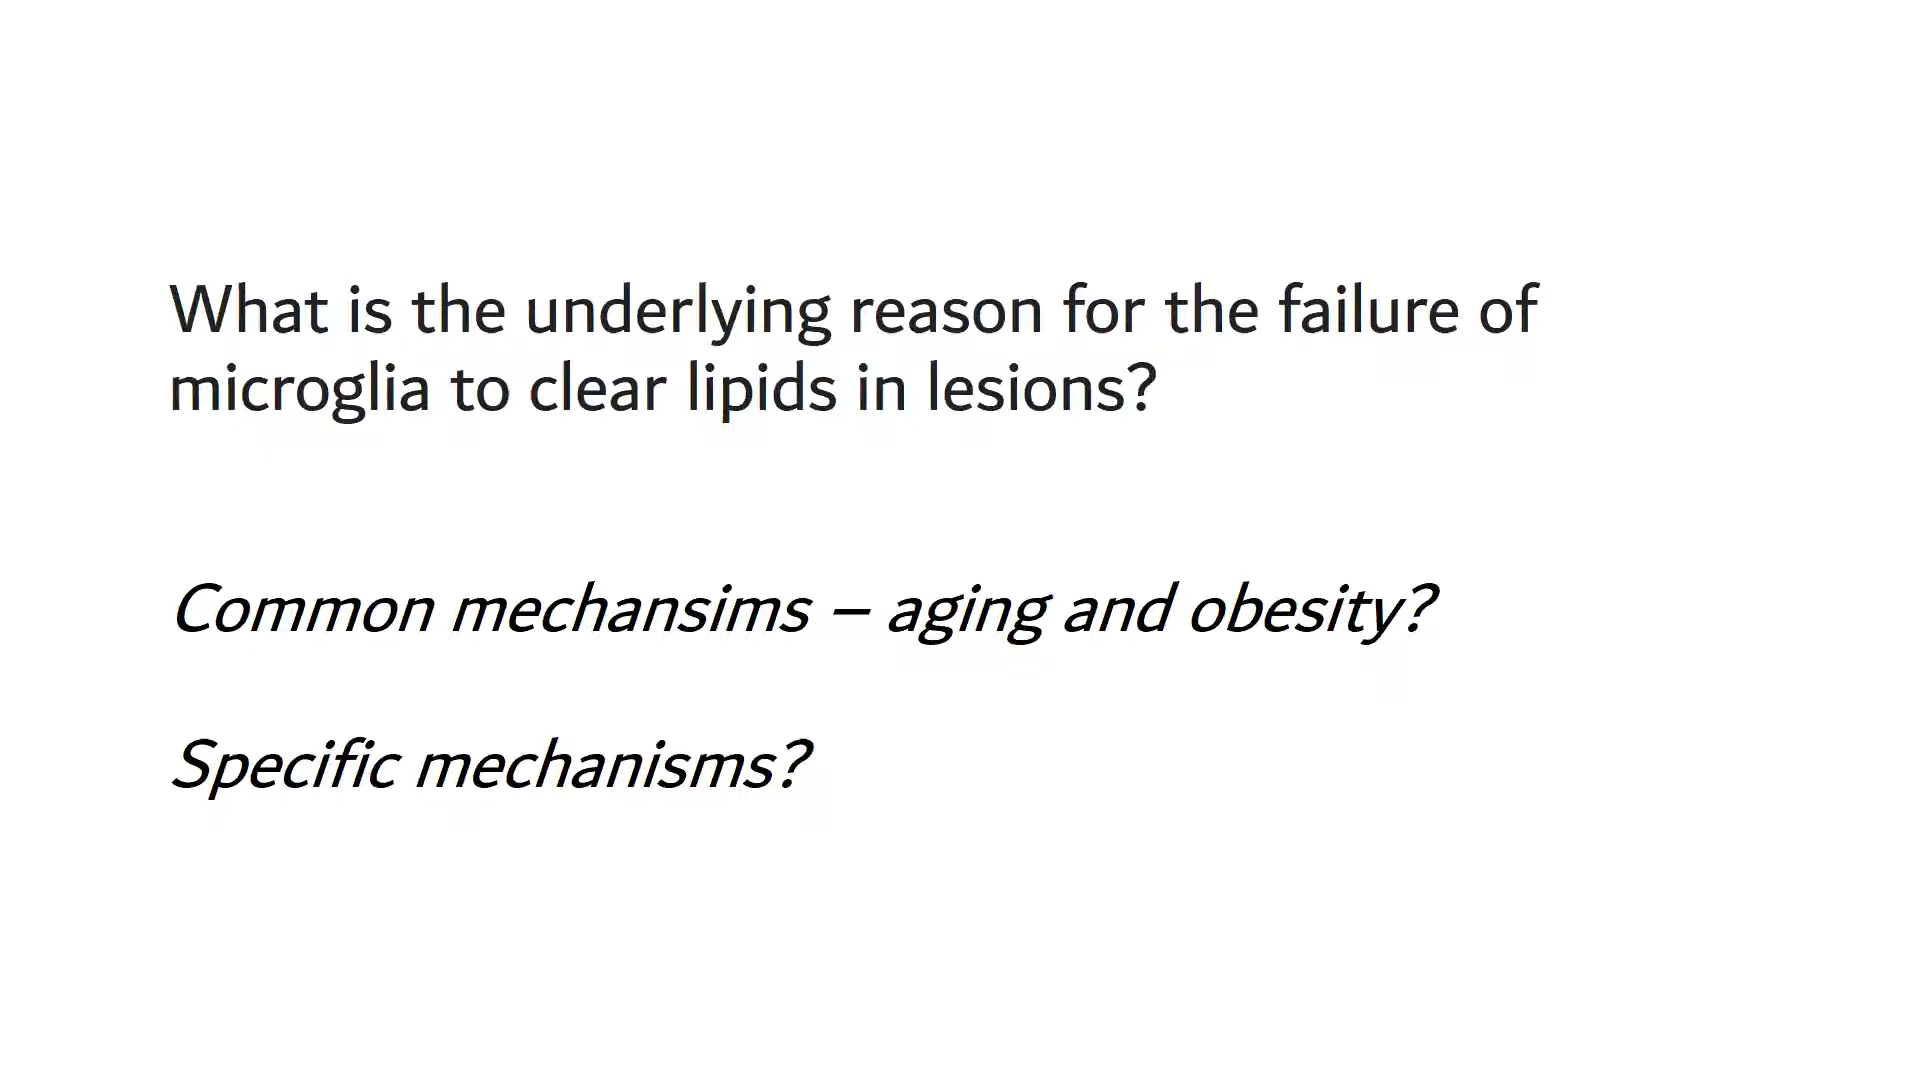 What is the underlying reason for the failure of
microglia to clear lipids in lesions?
Common mechansims – aging and obesity?
Specific mechanisms?